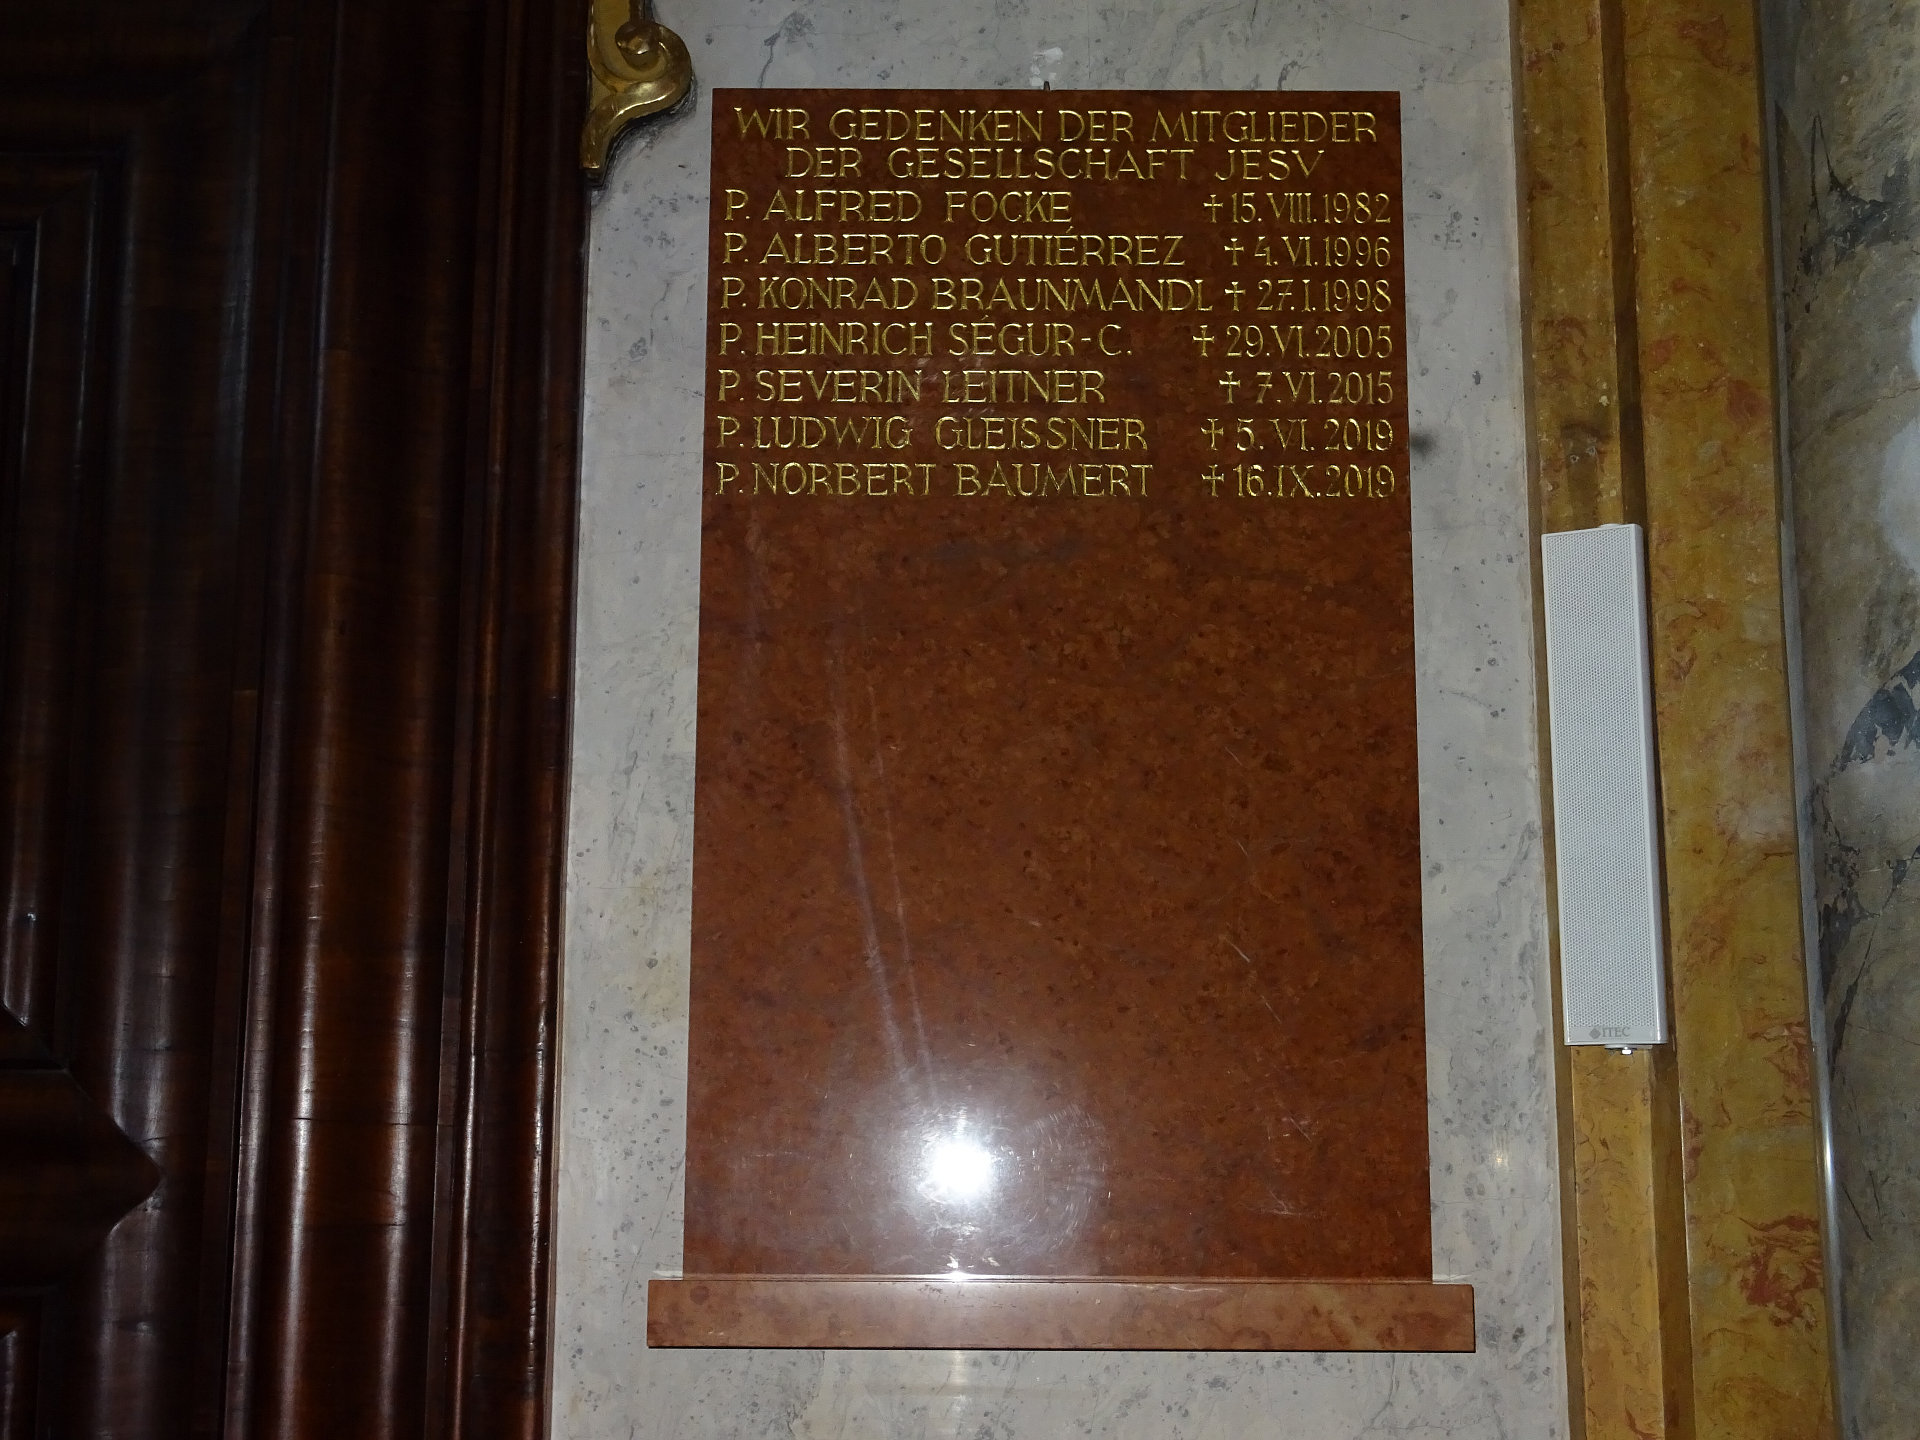 WIR GEDENKEN DER MITGLIEDER
DER GESELLSCHAFT JESV
P. ALFRED FOCKE ✝ 15. VIII. 1982
P. ALBERTO GUTIÉRREZ ✝ 4. VI. 1996
P. KONRAD BRAUNMANDL ✝ 27. I. 1998
P. HEINRICH SÉGUR-C. ✝ 29. VI. 2005
P. SEVERIN LEITNER ✝ 7. VI. 2015
P. LUDWIG GLEISSNER ✝ 5. VI. 2019
P. NORBERT BAUMERT ✝ 16. IX. 2019
ITEC